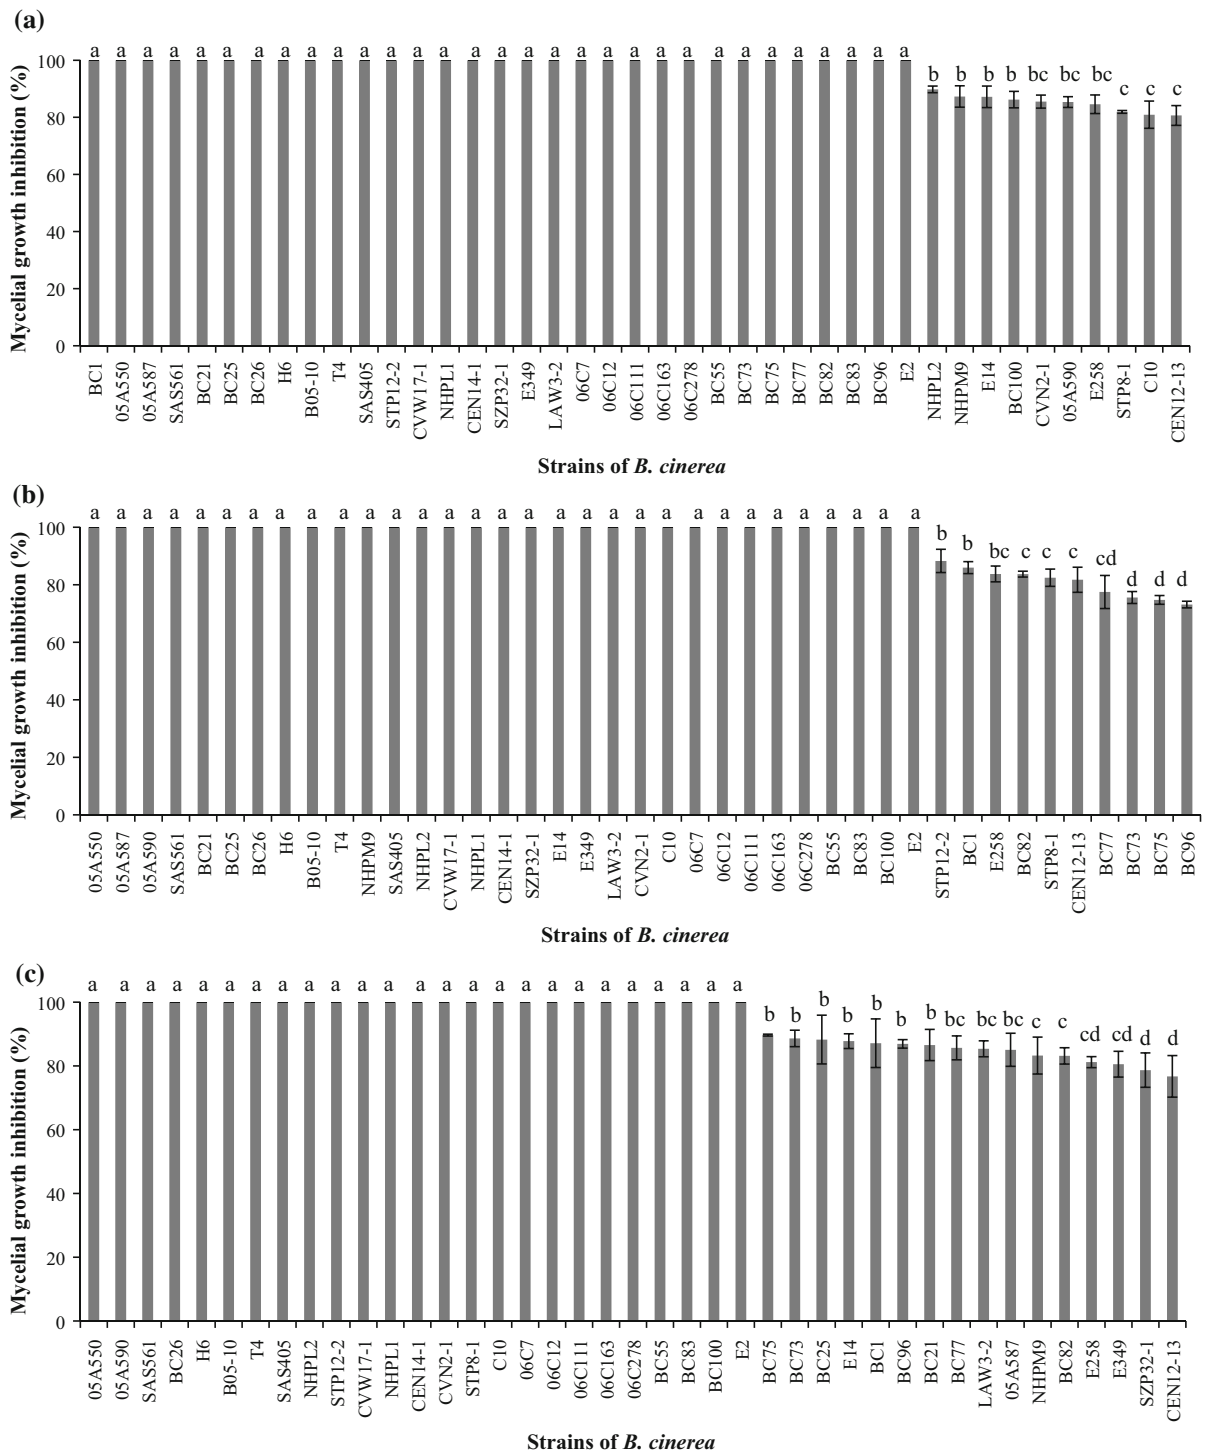 (a)
a a a a a a a a a a a a a a a a a a a a a a a a a a a a a a a b b b b bc bc bc c c c
Mycelial growth inhibition (%)
100
80
60
40
20
0
BC1 05A550 05A587 SAS561 BC21 BC25 BC26 H6 B05-10 T4 SAS405 STP12-2 CVW17-1 NHPL1 CEN14-1 SZP32-1 E349 LAW3-2 06C7 06C12 06C111 06C163 06C278 BC55 BC73 BC75 BC77 BC82 BC83 BC96 E2 NHPL2 NHPM9 E14 BC100 CVN2-1 05A590 E258 STP8-1 C10 CEN12-13
Strains of B. cinerea
(b)
a a a a a a a a a a a a a a a a a a a a a a a a a a a a a a a b b bc c c c cd d d d
Mycelial growth inhibition (%)
100
80
60
40
20
0
05A550 05A587 05A590 SAS561 BC21 BC25 BC26 H6 B05-10 T4 NHPM9 SAS405 NHPL2 CVW17-1 NHPL1 CEN14-1 SZP32-1 E14 E349 LAW3-2 CVN2-1 C10 06C7 06C12 06C111 06C163 06C278 BC55 BC83 BC100 E2 STP12-2 BC1 E258 BC82 STP8-1 CEN12-13 BC77 BC73 BC75 BC96
Strains of B. cinerea
(c)
a a a a a a a a a a a a a a a a a a a a a a a a a b b b b b b b bc bc bc c c cd cd d d
Mycelial growth inhibition (%)
100
80
60
40
20
0
05A550 05A590 SAS561 BC26 H6 B05-10 T4 SAS405 NHPL2 STP12-2 CVW17-1 NHPL1 CEN14-1 CVN2-1 STP8-1 C10 06C7 06C12 06C111 06C163 06C278 BC55 BC83 BC100 E2 BC75 BC73 BC25 E14 BC1 BC96 BC21 BC77 LAW3-2 05A587 NHPM9 BC82 E258 E349 SZP32-1 CEN12-13
Strains of B. cinerea